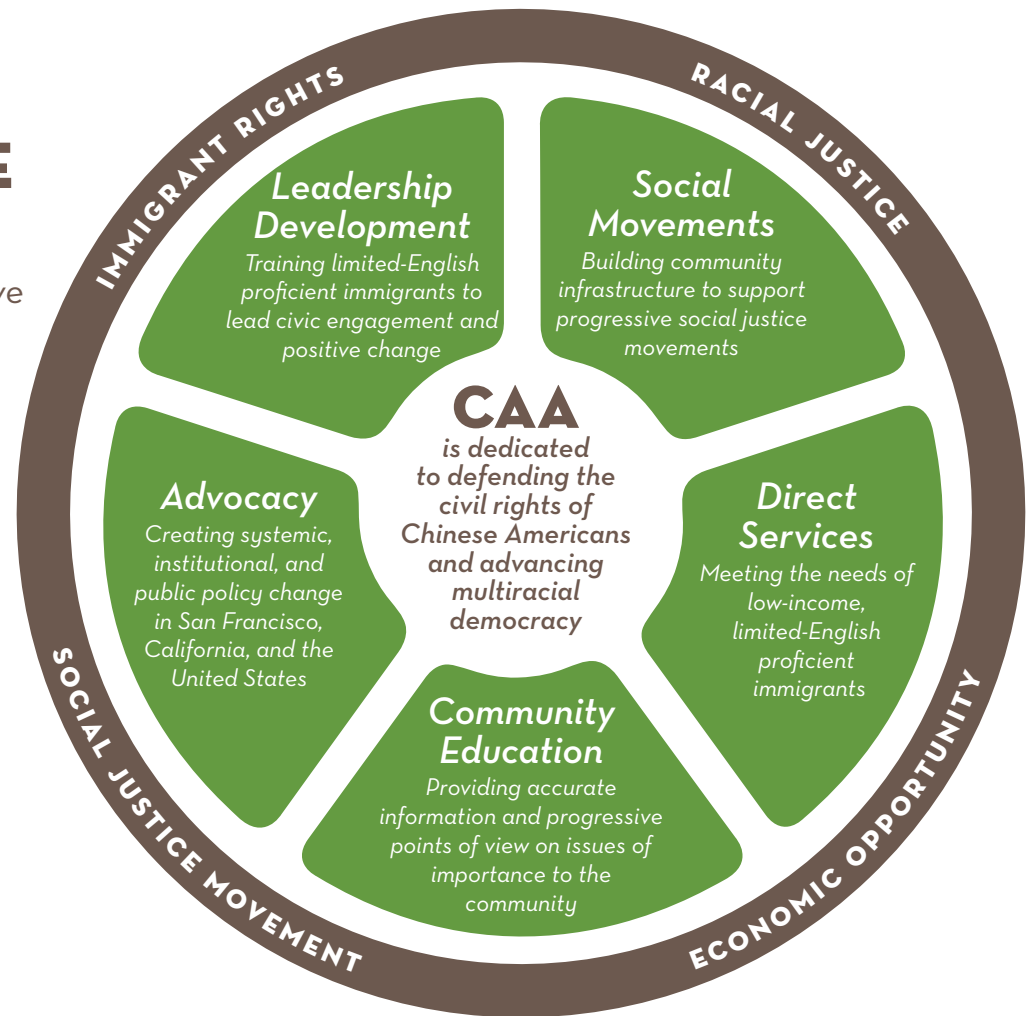 E
ve
IMMIGRANT RIGHTS
RACIAL JUSTICE
Leadership
Development
Training limited-English
proficient immigrants to
lead civic engagement and
positive change
Social
Movements
Building community
infrastructure to support
progressive social justice
movements
CAA
is dedicated
to defending the
civil rights of
Chinese Americans
and advancing
multiracial
democracy
Advocacy
Creating systemic,
institutional, and
public policy change
in San Francisco,
California, and the
United States
Direct
Services
Meeting the needs of
low-income,
limited-English
proficient
immigrants
Community
Education
Providing accurate
information and progressive
points of view on issues of
importance to the
community
SOCIAL JUSTICE MOVEMENT
ECONOMIC OPPORTUNITY